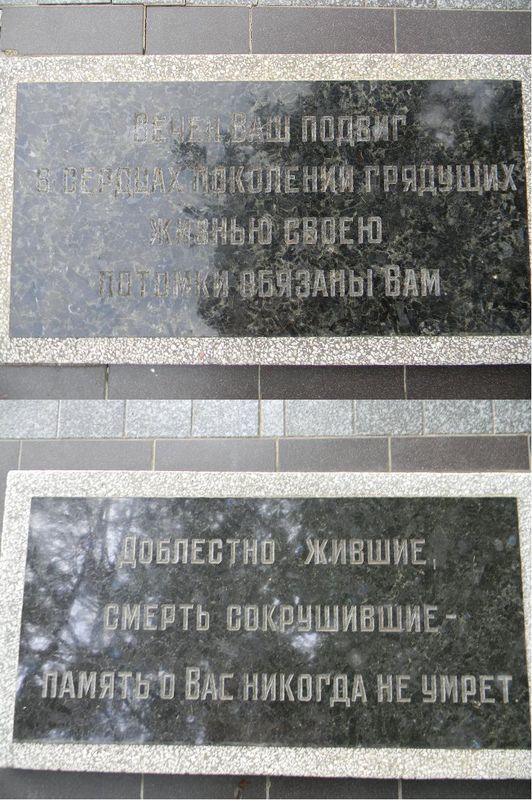 Вечен Ваш подвиг
в сердцах поколений грядущих
жизнью своею
потомки обязаны Вам
Доблестно жившие,
смерть сокрушившие-
память о Вас никогда не умрет.